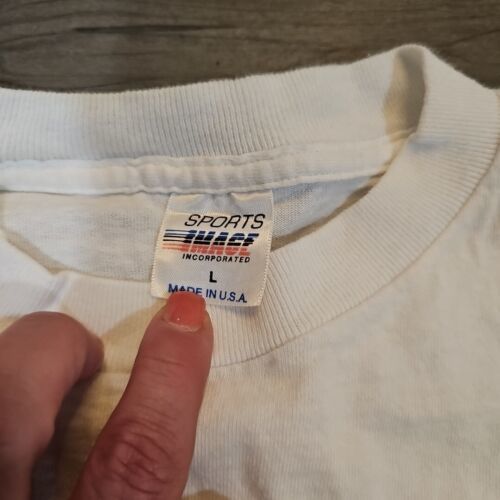 SPORTS
IMAGE
INCORPORATED
L
MADE IN U.S.A.